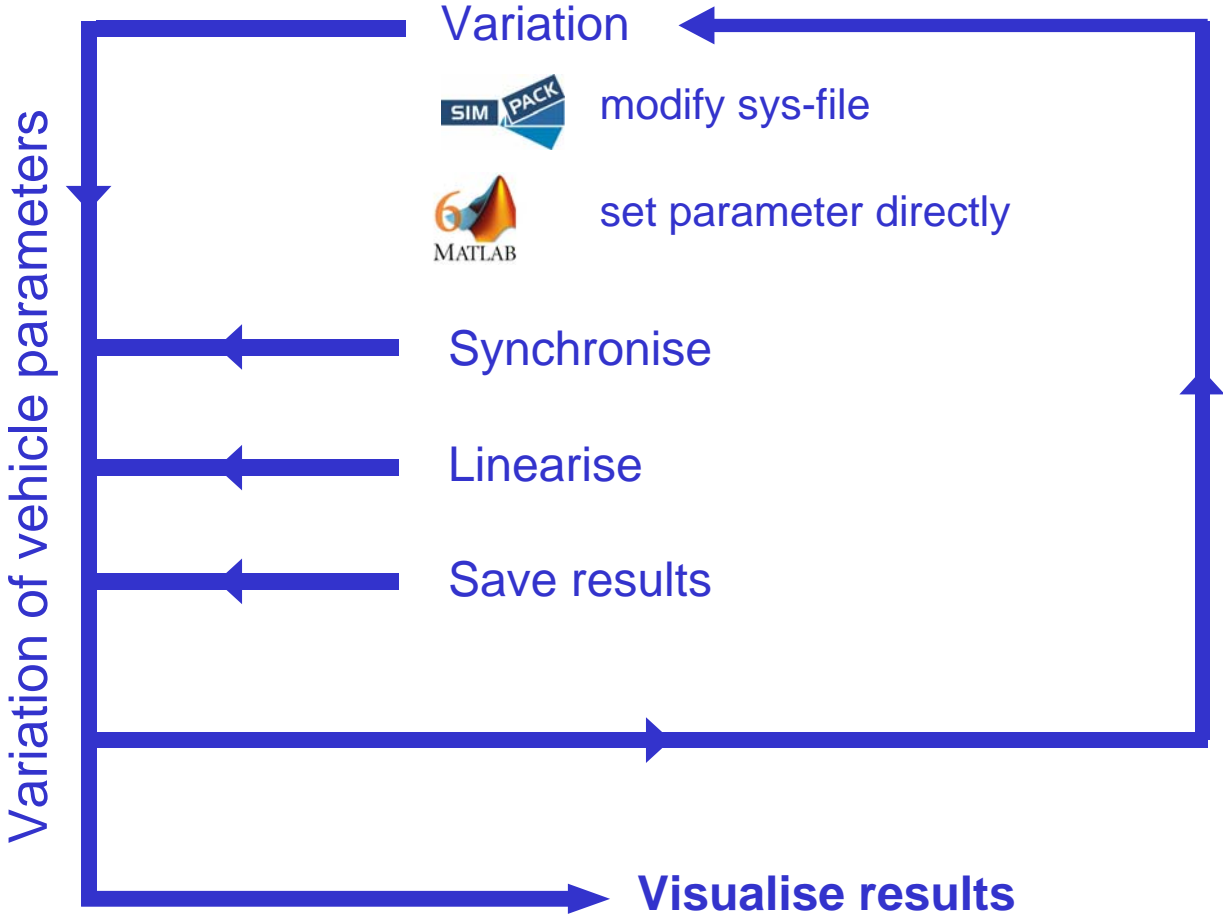 Variation
SIM PACK
modify sys-file
6
MATLAB
set parameter directly
Variation of vehicle parameters
Synchronise
Linearise
Save results
Visualise results